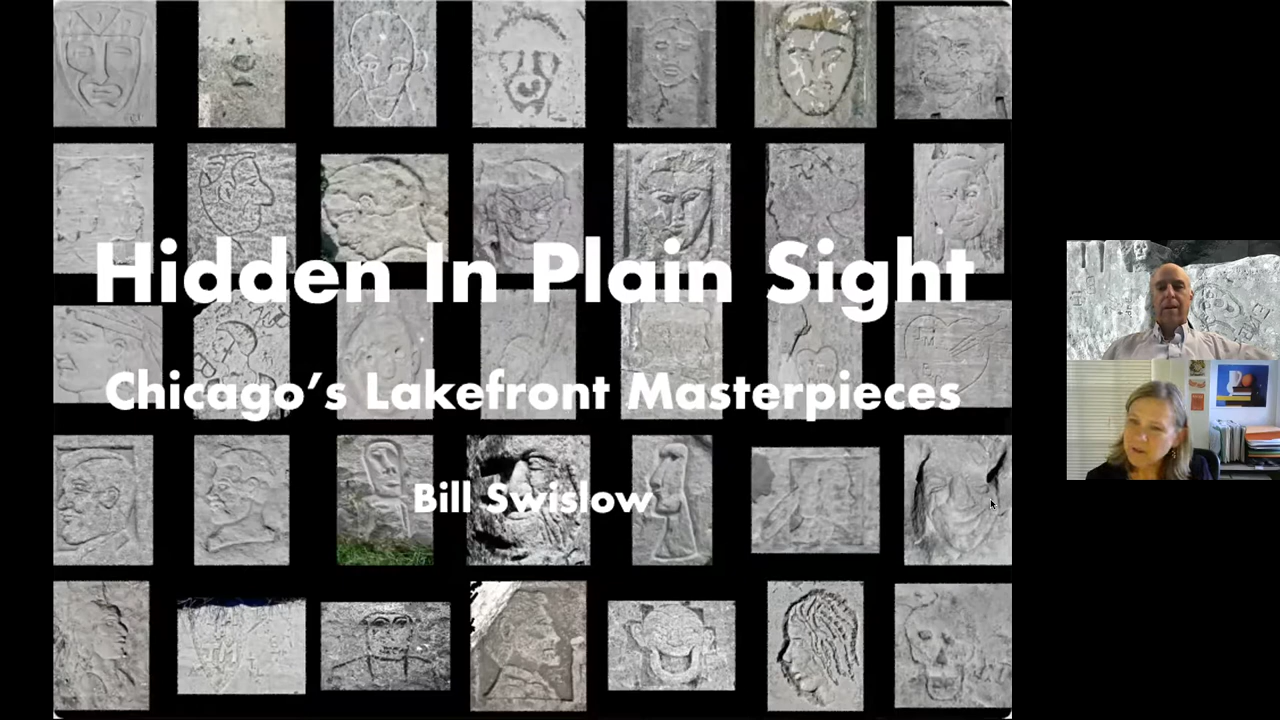 Hidden In Plain Sight
Chicago's Lakefront Masterpieces
Bill Swislow